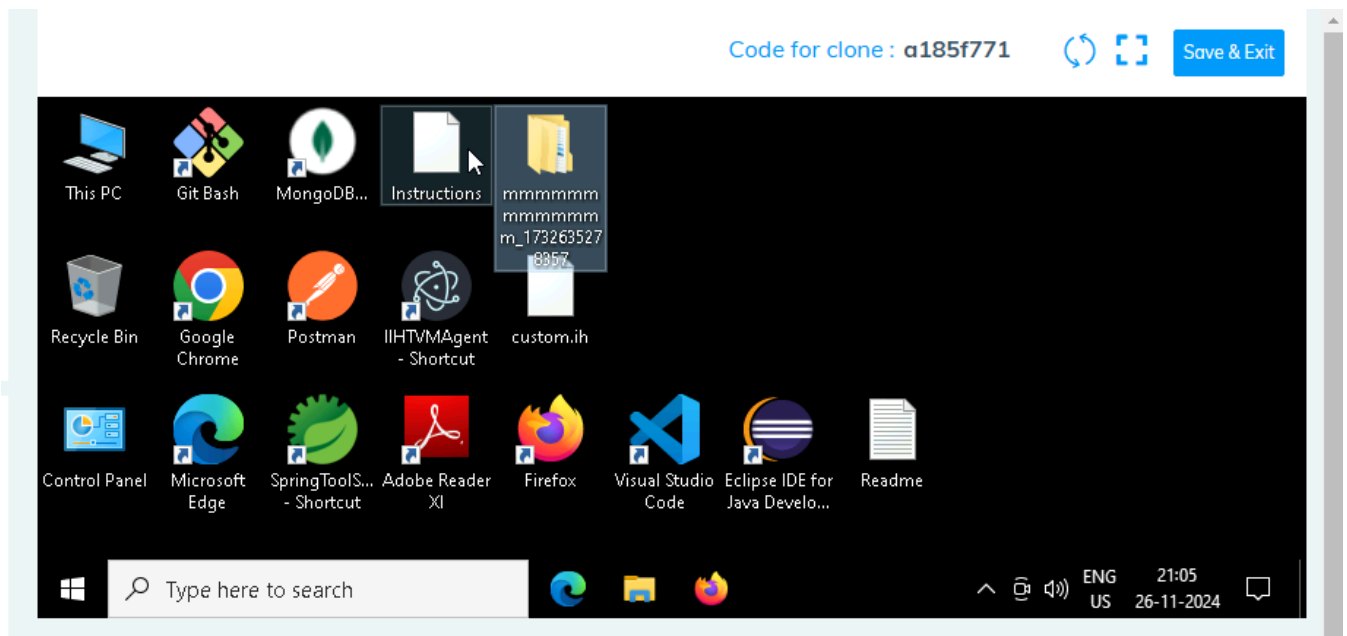 Code for clone : a185f771
Save & Exit
This PC
Git Bash
MongoDB...
Instructions
mmmmmm
mmmmmm
m_173263527
8357
Recycle Bin
Google
Chrome
Postman
IIHTVMAgent
- Shortcut
custom.ih
Control Panel
Microsoft
Edge
SpringToolS...
- Shortcut
Adobe Reader
XI
Firefox
Visual Studio
Code
Eclipse IDE for
Java Develo...
Readme
Type here to search
ENG
US
21:05
26-11-2024